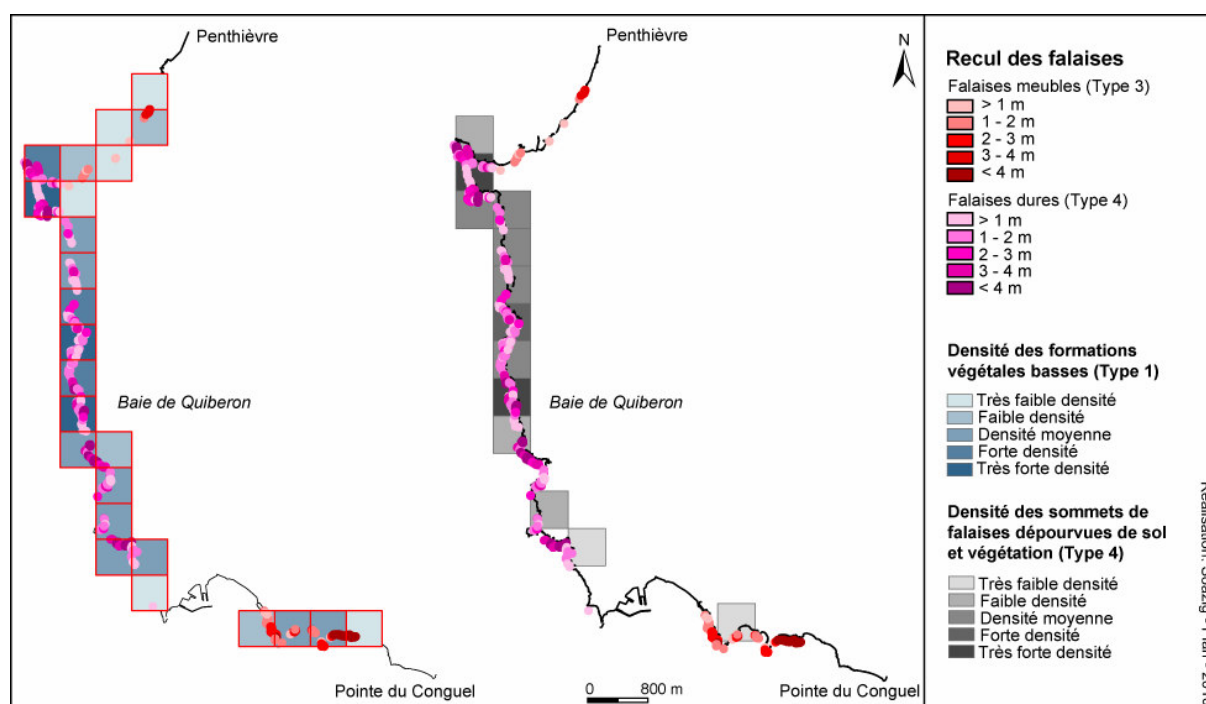 Penthièvre
Baie de Quiberon
Pointe du Conguel
Penthièvre
N
Baie de Quiberon
0 800 m
Pointe du Conguel
Recul des falaises
Falaises meubles (Type 3)
> 1 m
1 - 2 m
2 - 3 m
3 - 4 m
< 4 m
Falaises dures (Type 4)
> 1 m
1 - 2 m
2 - 3 m
3 - 4 m
< 4 m
Densité des formations
végétales basses (Type 1)
Très faible densité
Faible densité
Densité moyenne
Forte densité
Très forte densité
Densité des sommets de
falaises dépourvues de sol
et végétation (Type 4)
Très faible densité
Faible densité
Densité moyenne
Forte densité
Très forte densité